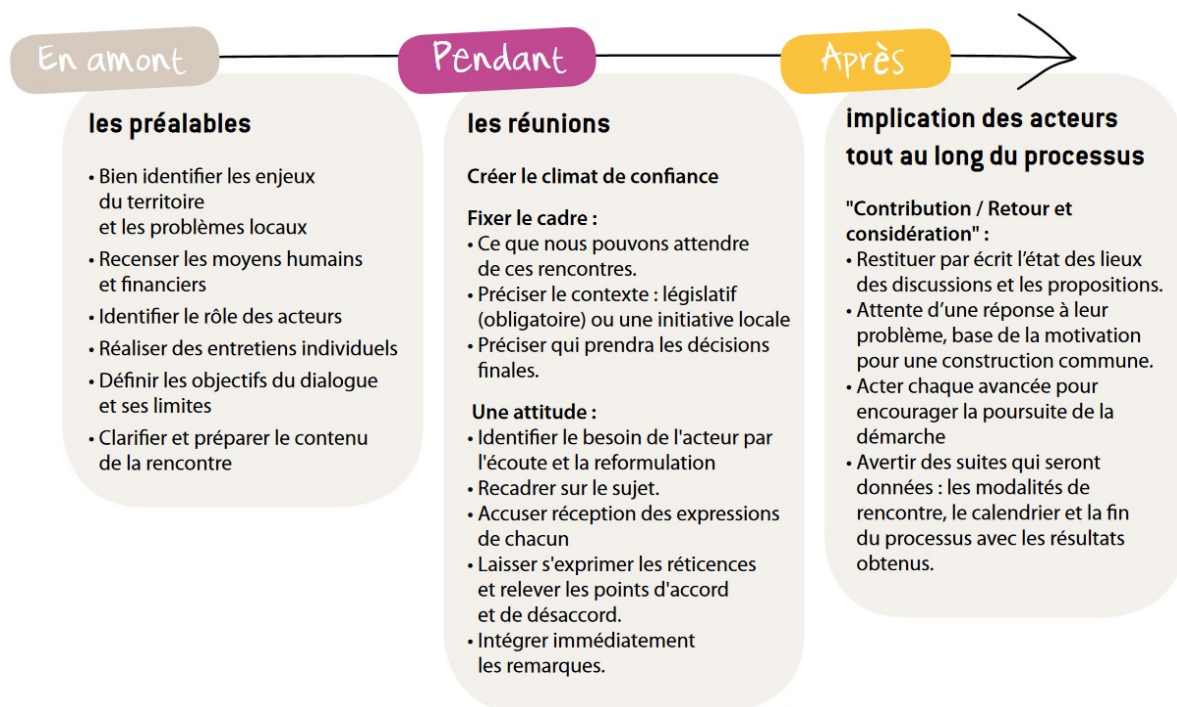 En amont
les préalables
• Bien identifier les enjeux
du territoire
et les problèmes locaux
• Recenser les moyens humains
et financiers
• Identifier le rôle des acteurs
• Réaliser des entretiens individuels
• Définir les objectifs du dialogue
et ses limites
• Clarifier et préparer le contenu
de la rencontre
Pendant
les réunions
Créer le climat de confiance
Fixer le cadre :
• Ce que nous pouvons attendre
de ces rencontres.
• Préciser le contexte : législatif
(obligatoire) ou une initiative locale
• Préciser qui prendra les décisions
finales.
Une attitude :
• Identifier le besoin de l'acteur par
l'écoute et la reformulation
• Recadrer sur le sujet.
• Accuser réception des expressions
de chacun
• Laisser s'exprimer les réticences
et relever les points d'accord
et de désaccord.
• Intégrer immédiatement
les remarques.
Après
implication des acteurs
tout au long du processus
"Contribution / Retour et
considération" :
• Restituer par écrit l’état des lieux
des discussions et les propositions.
• Attente d’une réponse à leur
problème, base de la motivation
pour une construction commune.
• Acter chaque avancée pour
encourager la poursuite de la
démarche
• Avertir des suites qui seront
données : les modalités de
rencontre, le calendrier et la fin
du processus avec les résultats
obtenus.